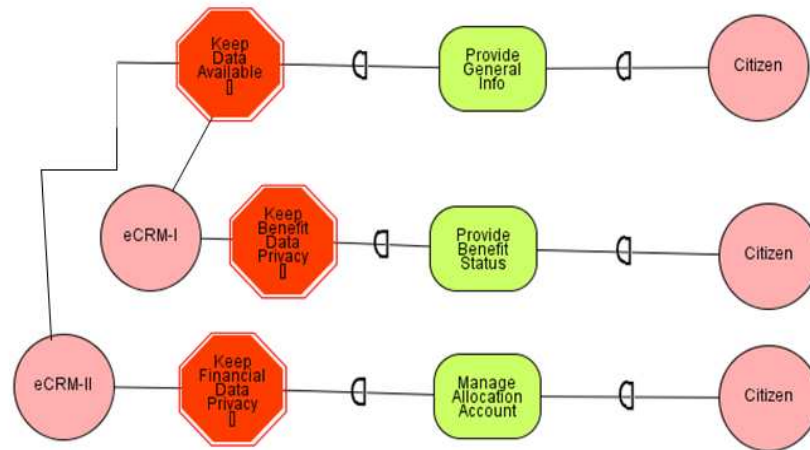 Keep
Data
Available
▯
Provide
General
Info
Citizen
eCRM-I
Keep
Benefit
Data
Privacy
▯
Provide
Benefit
Status
Citizen
eCRM-II
Keep
Financial
Data
Privacy
▯
Manage
Allocation
Account
Citizen